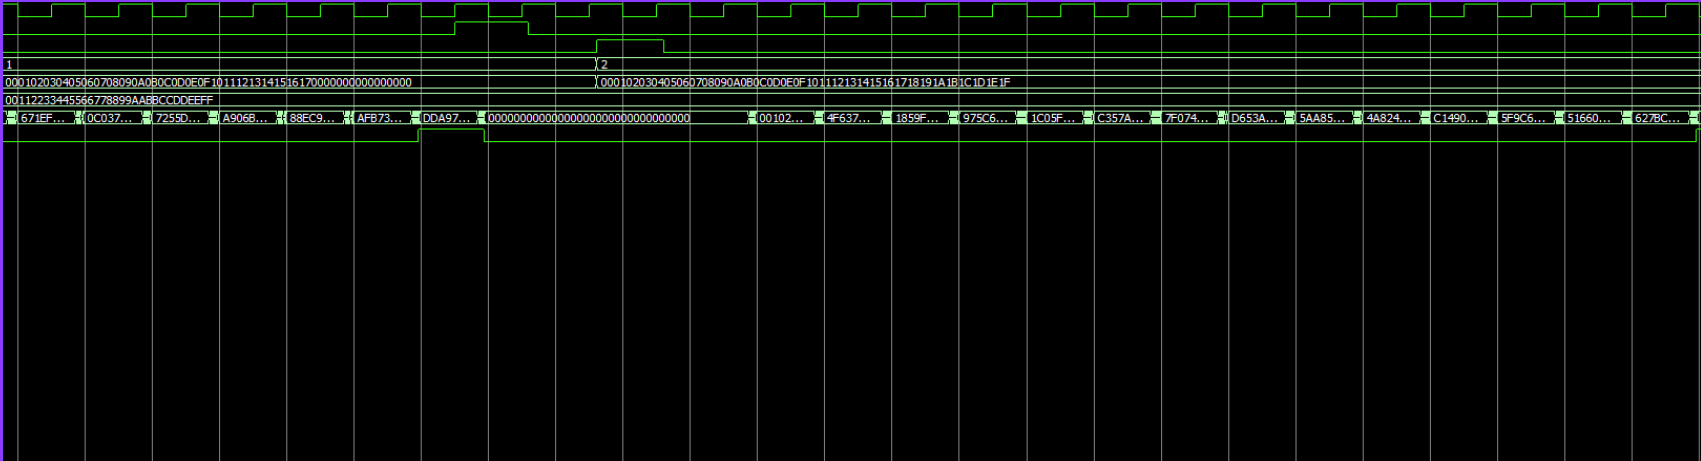 1 2
000102030405060708090A0B0C0D0E0F10111213141516170000000000000000 000102030405060708090A0B0C0D0E0F101112131415161718191A1B1C1D1E1F
00112233445566778899AABBCCDDEEFF
671EF... 0C037... 7255D... A906B... 88EC9... AFB73... DDA97... 00000000000000000000000000000000 00102... 4F637... 1859F... 975C6... 1C05F... C357A... 7F074... D653A... 5AA85... 4A824... C1490... 5F9C6... 51660... 627BC...